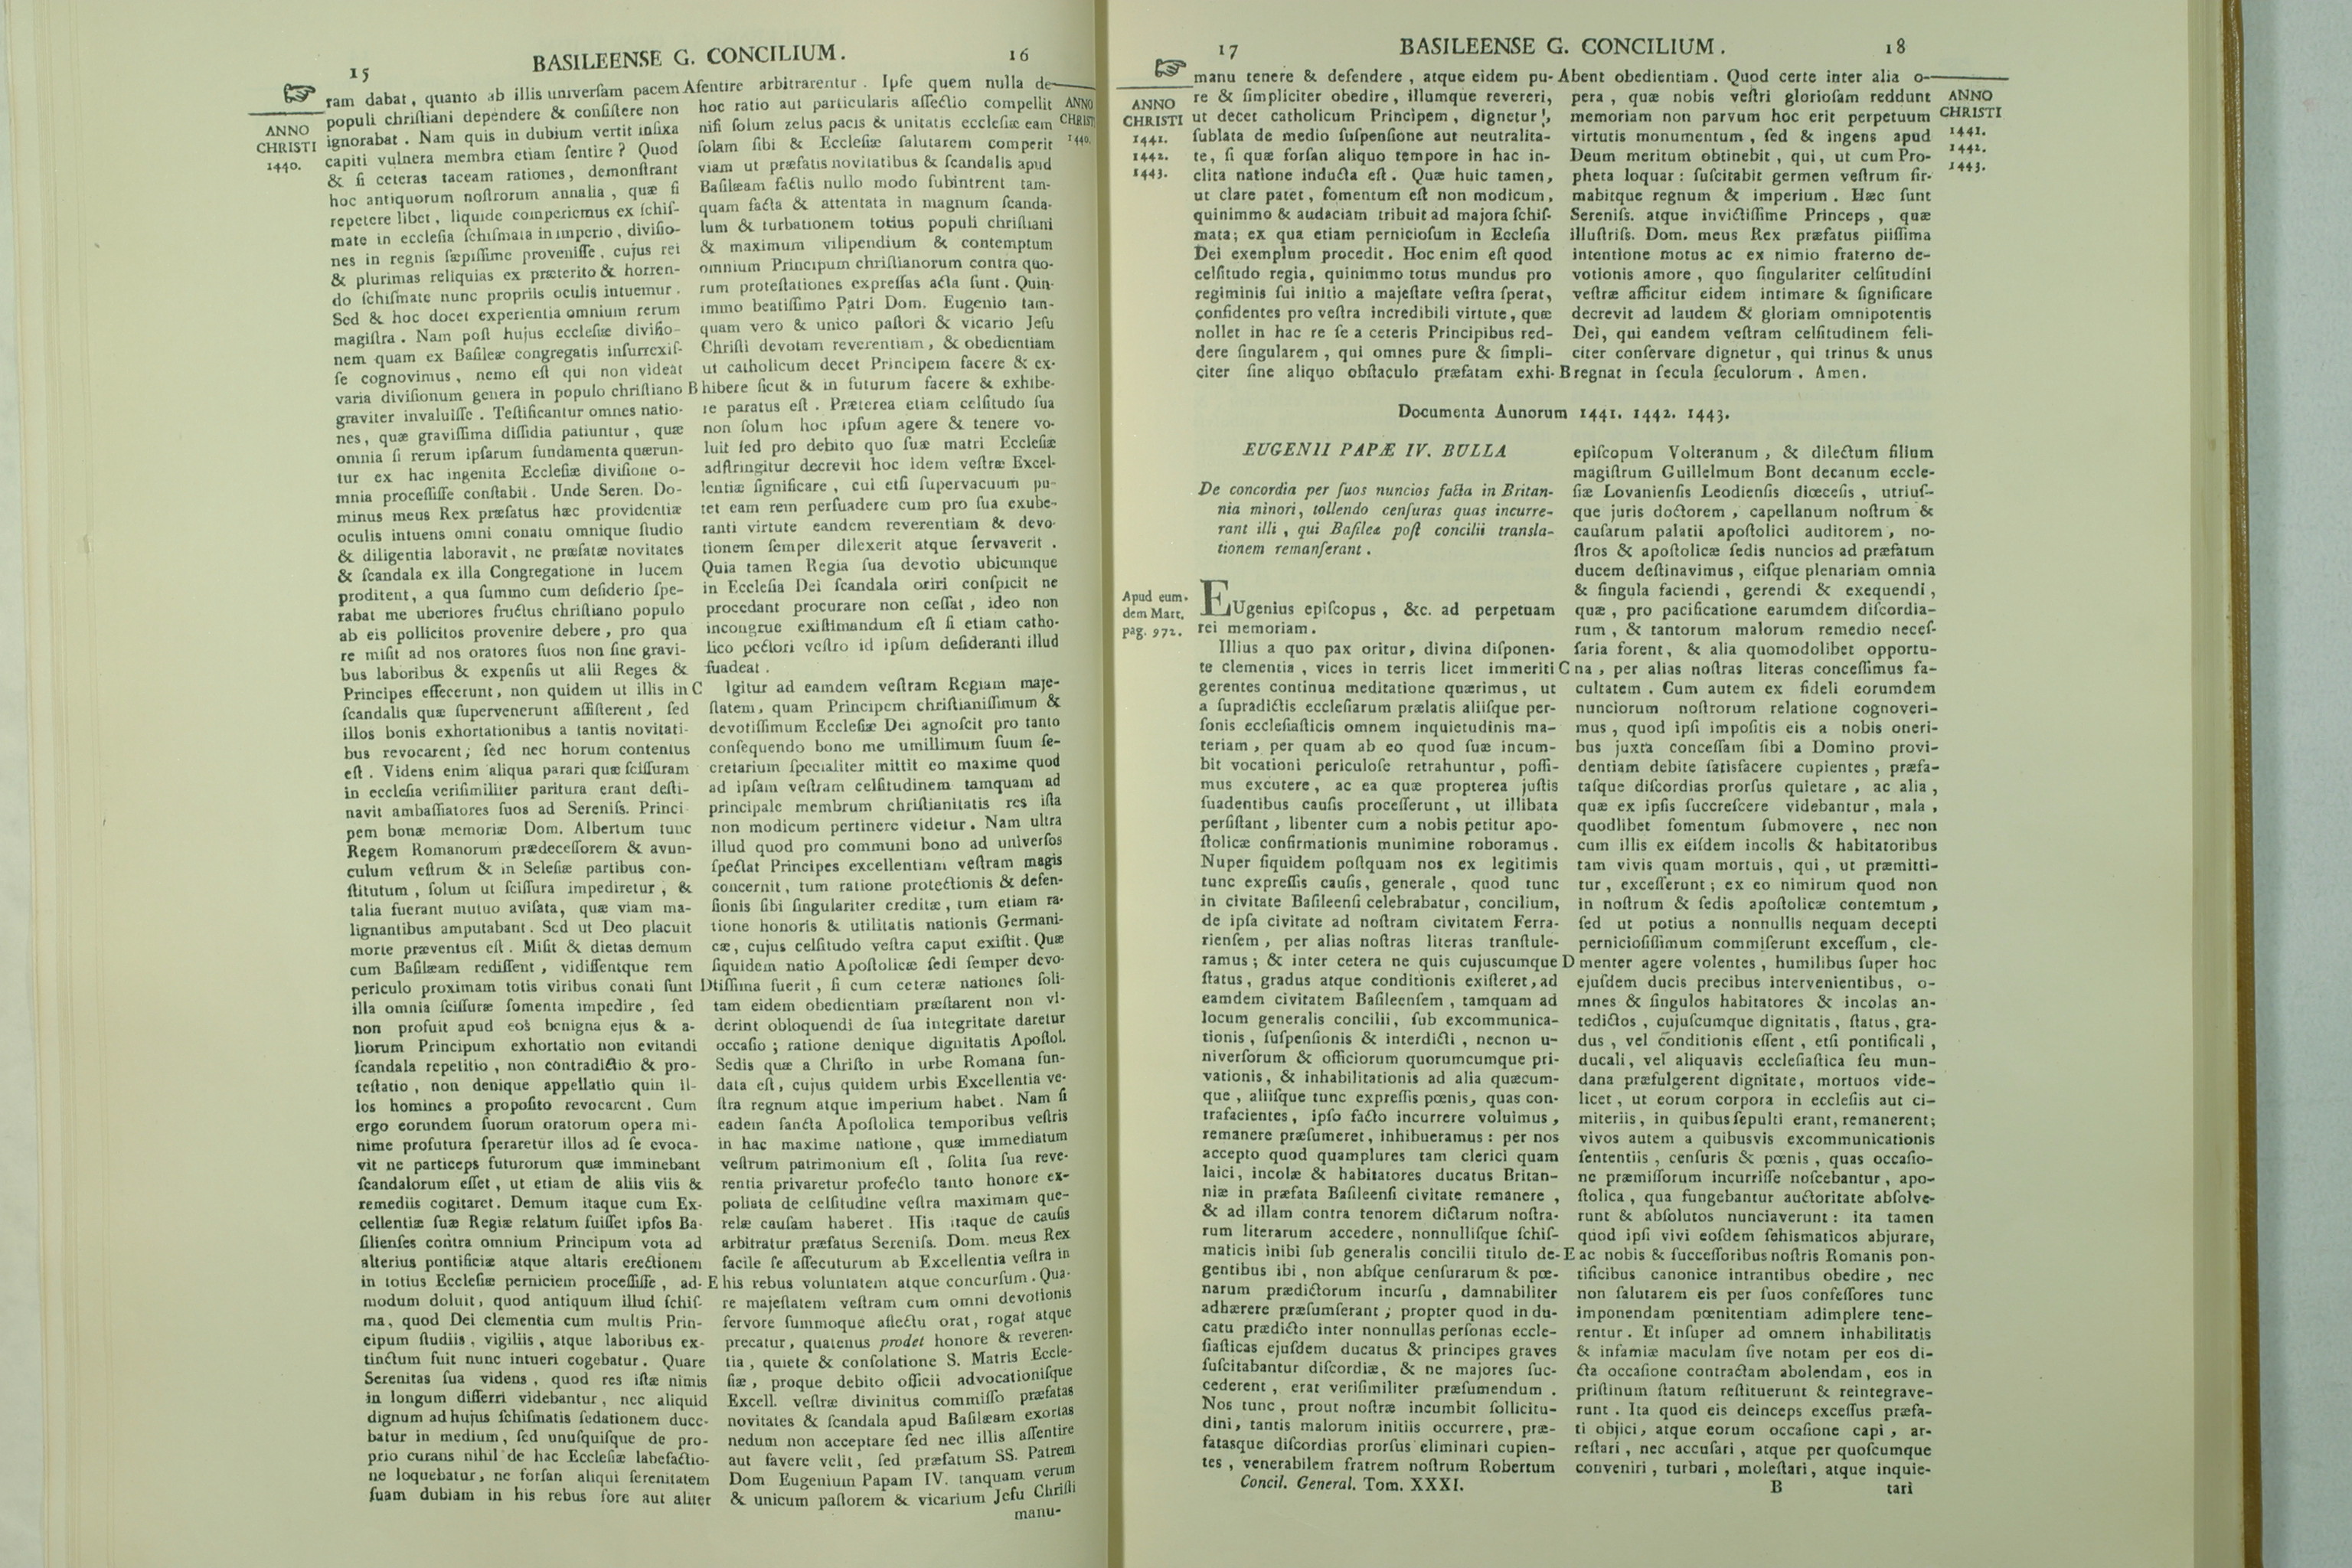 15
BASILEENSE G. CONCILIUM.
16
ANNO
CHRISTI
1440.
ram dabat, quanto ab illis universam pacem
populi christiani dependere & consistere non
ignorabat. Nam quis in dubium vertit infixa
capiti vulnera membra etiam sentire? Quod
& si ceteras taceam rationes, demonstrant
hoc antiquorum nostrorum annalia, quæ si
repetere libet, liquide comperiemus ex schis-
mate in ecclesia schismata in imperio, divisio-
nes in regnis sæpissime provenisse, cujus rei
& plurimas reliquias ex præterito & horren-
do schismate nunc propriis oculis intuemur.
Sed & hoc docet experientia omnium rerum
magistra. Nam post hujus ecclesiæ divisio-
nem quam ex Basileæ congregatis insurrexis-
se cognovimus, nemo est qui non videat
varia divisionum genera in populo christiano
graviter invaluisse. Testificantur omnes natio-
nes, quæ gravissima dissidia patiuntur, quæ
omnia si rerum ipsarum fundamenta quærun-
tur ex hac ingenita Ecclesiæ divisione o-
mnia processisse constabit. Unde Seren. Do-
minus meus Rex præfatus hæc providentiæ
oculis intuens omni conatu omnique studio
& diligentia laboravit, ne præfatæ novitates
& scandala ex illa Congregatione in lucem
proditent, a qua summo cum desiderio spe-
rabat me uberiores fructus christiano populo
ab eis pollicitos provenire debere, pro qua
re misit ad nos oratores suos non sine gravi-
bus laboribus & expensis ut alii Reges &
Principes effecerunt, non quidem ut illis in
scandalis quæ supervenerunt assisterent, sed
illos bonis exhortationibus a tantis novitati-
bus revocarent; sed nec horum contentus
est. Videns enim aliqua parari quæ scissuram
in ecclesia verisimiliter paritura erant desti-
navit ambassiatores suos ad Sereniss. Princi
pem bonæ memoriæ Dom. Albertum tunc
Regem Romanorum prædecessorem & avun-
culum vestrum & in Selesiæ partibus con-
stitutum, solum ut scissura impediretur, &
talia fuerant mutuo avisata, quæ viam ma-
lignantibus amputabant. Sed ut Deo placuit
morte præventus est. Misit & dietas demum
cum Basilæam redissent, vidissentque rem
periculo proximam totis viribus conati sunt
illa omnia scissuræ fomenta impedire, sed
non profuit apud eos benigna ejus & a-
liorum Principum exhortatio non evitandi
scandala repetitio, non contradictio & pro-
testatio, non denique appellatio quin il-
los homines a proposito revocarent. Cum
ergo eorundem suorum oratorum opera mi-
nime profutura speraretur illos ad se evoca-
vit ne particeps futurorum quæ imminebant
scandalorum esset, ut etiam de aliis viis &
remediis cogitaret. Demum itaque cum Ex-
cellentiæ suæ Regiæ relatum fuisset ipsos Ba-
silienses contra omnium Principum vota ad
alterius pontificiæ atque altaris erectionem
in totius Ecclesiæ perniciem processisse, ad-
modum doluit, quod antiquum illud schis-
ma, quod Dei clementia cum multis Prin-
cipum studiis, vigiliis, atque laboribus ex-
tinctum fuit nunc intueri cogebatur. Quare
Serenitas sua videns, quod res istæ nimis
in longum differri videbantur, nec aliquid
dignum ad hujus schismatis sedationem duce-
batur in medium, sed unusquisque de pro-
prio curans nihil de hac Ecclesiæ labefactio-
ne loquebatur, ne forsan aliqui serenitatem
suam dubiam in his rebus fore aut aliter
A
B
C
D
E
sentire arbitrarentur. Ipse quem nulla de-
hoc ratio aut particularis affectio compellit
nisi solum zelus pacis & unitatis ecclesiæ eam
solam sibi & Ecclesiæ salutarem comperit
viam ut præfatis novitatibus & scandalis apud
Basilæam factis nullo modo subintrent tam-
quam facta & attentata in magnum scanda-
lum & turbationem totius populi christiani
& maximum vilipendium & contemptum
omnium Principum christianorum contra quo-
rum protestationes expressas acta sunt. Quin-
immo beatissimo Patri Dom. Eugenio tam-
quam vero & unico pastori & vicario Jesu
Christi devotam reverentiam, & obedientiam
ut catholicum decet Principem facere & ex-
hibere sicut & in futurum facere & exhibe-
re paratus est. Præterea etiam celsitudo sua
non solum hoc ipsum agere & tenere vo-
luit sed pro debito quo suæ matri Ecclesiæ
adstringitur decrevit hoc idem vestræ Excel-
lentiæ significare, cui etsi supervacuum pu-
tet eam rem persuadere cum pro sua exube-
ranti virtute eandem reverentiam & devo-
tionem semper dilexerit atque servaverit.
Quia tamen Regia sua devotio ubicumque
in Ecclesia Dei scandala oriri conspicit ne
procedant procurare non cessat, ideo non
incongrue existimandum est si etiam catho-
lico pectori vestro id ipsum desideranti illud
suadeat.
Igitur ad eamdem vestram Regiam maje-
statem, quam Principem christianissimum &
devotissimum Ecclesiæ Dei agnoscit pro tanto
consequendo bono me umillimum suum se-
cretarium specialiter mittit eo maxime quod
ad ipsam vestram celsitudinem tamquam ad
principale membrum christianitatis res ista
non modicum pertinere videtur. Nam ultra
illud quod pro communi bono ad universos
spectat Principes excellentiam vestram magis
concernit, tum ratione protectionis & defen-
sionis sibi singulariter creditæ, tum etiam ra-
tione honoris & utilitatis nationis Germani-
cæ, cujus celsitudo vestra caput existit. Quæ
siquidem natio Apostolicæ sedi semper devo-
tissima fuerit, si cum ceteræ nationes soli-
tam eidem obedientiam præstarent non vi-
derint obloquendi de sua integritate daretur
occasio; ratione denique dignitatis Apostol.
Sedis quæ a Christo in urbe Romana fun-
data est, cujus quidem urbis Excellentia ve-
stra regnum atque imperium habet. Nam si
eadem sancta Apostolica temporibus vestris
in hac maxime natione, quæ immediatum
vestrum patrimonium est, solita sua reve-
rentia privaretur profecto tanto honore ex-
poliata de celsitudine vestra maximam que-
relæ causam haberet. His itaque de causis
arbitratur præfatus Sereniss. Dom. meus Rex
facile se assecuturum ab Excellentia vestra in
his rebus voluntatem atque concursum. Qua-
re majestatem vestram cum omni devotionis
fervore summoque affectu orat, rogat atque
precatur, quatenus prodet honore & reveren-
tia, quiete & consolatione S. Matris Eccle-
siæ, proque debito officii advocationisque
Excell. vestræ divinitus commisso præfatas
novitates & scandala apud Basilæam exortas
nedum non acceptare sed nec illis assentire
aut favere velit, sed præfatum SS. Patrem
Dom Eugenium Papam IV. tanquam verum
& unicum pastorem & vicarium Jesu Christi
manu-
ANNO
CHRISTI
1440.
17
BASILEENSE G. CONCILIUM.
18
ANNO
CHRISTI
1441.
1442.
1443.
manu tenere & defendere, atque eidem pu-
re & simpliciter obedire, illumque revereri,
ut decet catholicum Principem, dignetur,
sublata de medio suspensione aut neutralita-
te, si quæ forsan aliquo tempore in hac in-
clita natione inducta est. Quæ huic tamen,
ut clare patet, fomentum est non modicum,
quinimmo & audaciam tribuit ad majora schis-
mata; ex qua etiam perniciosum in Ecclesia
Dei exemplum procedit. Hoc enim est quod
celsitudo regia, quinimmo totus mundus pro
regiminis sui initio a majestate vestra sperat,
confidentes pro vestra incredibili virtute, quæ
nollet in hac re se a ceteris Principibus red-
dere singularem, qui omnes pure & simpli-
citer sine aliquo obstaculo præfatam exhi-
A
B
bent obedientiam. Quod certe inter alia o-
pera, quæ nobis vestri gloriosam reddunt
memoriam non parvum hoc erit perpetuum
virtutis monumentum, sed & ingens apud
Deum meritum obtinebit, qui, ut cum Pro-
pheta loquar: suscitabit germen vestrum fir-
mabitque regnum & imperium. Hæc sunt
Sereniss. atque invictissime Princeps, quæ
illustriss. Dom. meus Rex præfatus piissima
intentione motus ac ex nimio fraterno de-
votionis amore, quo singulariter celsitudini
vestræ afficitur eidem intimare & significare
decrevit ad laudem & gloriam omnipotentis
Dei, qui eandem vestram celsitudinem feli-
citer conservare dignetur, qui trinus & unus
regnat in secula seculorum. Amen.
ANNO
CHRISTI
1441.
1442.
1443.
Documenta Aunorum 1441. 1442. 1443.
EUGENII PAPÆ IV. BULLA
De concordia per suos nuncios facta in Britan-
nia minori, tollendo censuras quas incurre-
rant illi, qui Basileæ post concilii transla-
tionem remanserant.
Apud eum-
dem Mart.
pag. 972.
EUgenius episcopus, &c. ad perpetuam
rei memoriam.
Illius a quo pax oritur, divina disponen-
te clementia, vices in terris licet immeriti
gerentes continua meditatione quærimus, ut
a supradictis ecclesiarum prælatis aliisque per-
sonis ecclesiasticis omnem inquietudinis ma-
teriam, per quam ab eo quod suæ incum-
bit vocationi periculose retrahuntur, possi-
mus excutere, ac ea quæ propterea justis
suadentibus causis processerunt, ut illibata
persistant, libenter cum a nobis petitur apo-
stolicæ confirmationis munimine roboramus.
Nuper siquidem postquam nos ex legitimis
tunc expressis causis, generale, quod tunc
in civitate Basileensi celebrabatur, concilium,
de ipsa civitate ad nostram civitatem Ferra-
riensem, per alias nostras literas transtule-
ramus; & inter cetera ne quis cujuscumque
status, gradus atque conditionis existeret, ad
eamdem civitatem Basileensem, tamquam ad
locum generalis concilii, sub excommunica-
tionis, suspensionis & interdicti, necnon u-
niversorum & officiorum quorumcumque pri-
vationis, & inhabilitationis ad alia quæcum-
que, aliisque tunc expressis pœnis, quas con-
trafacientes, ipso facto incurrere voluimus,
remanere præsumeret, inhibueramus: per nos
accepto quod quamplures tam clerici quam
laici, incolæ & habitatores ducatus Britan-
niæ in præfata Basileensi civitate remanere,
& ad illam contra tenorem dictarum nostra-
rum literarum accedere, nonnullisque schis-
maticis inibi sub generalis concilii titulo de-
gentibus ibi, non absque censurarum & pœ-
narum prædictorum incursu, damnabiliter
adhærere præsumserant; propter quod in du-
catu prædicto inter nonnullas personas eccle-
siasticas ejusdem ducatus & principes graves
suscitabantur discordiæ, & ne majores suc-
cederent, erat verisimiliter præsumendum.
Nos tunc, prout nostræ incumbit sollicitu-
dini, tantis malorum initiis occurrere, præ-
fatasque discordias prorsus eliminari cupien-
tes, venerabilem fratrem nostrum Robertum
Concil. General. Tom. XXXI.
C
D
E
episcopum Volteranum, & dilectum filium
magistrum Guillelmum Bont decanum eccle-
siæ Lovaniensis Leodiensis diœcesis, utrius-
que juris doctorem, capellanum nostrum &
causarum palatii apostolici auditorem, no-
stros & apostolicæ sedis nuncios ad præfatum
ducem destinavimus, eisque plenariam omnia
& singula faciendi, gerendi & exequendi,
quæ, pro pacificatione earumdem discordia-
rum, & tantorum malorum remedio neces-
saria forent, & alia quomodolibet opportu-
na, per alias nostras literas concessimus fa-
cultatem. Cum autem ex fideli eorumdem
nunciorum nostrorum relatione cognoveri-
mus, quod ipsi impositis eis a nobis oneri-
bus juxta concessam sibi a Domino provi-
dentiam debite satisfacere cupientes, præfa-
tasque discordias prorsus quietare, ac alia,
quæ ex ipsis succrescere videbantur, mala,
quodlibet fomentum submovere, nec non
cum illis ex eisdem incolis & habitatoribus
tam vivis quam mortuis, qui, ut præmitti-
tur, excesserunt; ex eo nimirum quod non
in nostrum & sedis apostolicæ contemtum,
sed ut potius a nonnullis nequam decepti
perniciosissimum commiserunt excessum, cle-
menter agere volentes, humilibus super hoc
ejusdem ducis precibus intervenientibus, o-
mnes & singulos habitatores & incolas an-
tedictos, cujuscumque dignitatis, status, gra-
dus, vel conditionis essent, etsi pontificali,
ducali, vel aliquavis ecclesiastica seu mun-
dana præfulgerent dignitate, mortuos vide-
licet, ut eorum corpora in ecclesiis aut ci-
miteriis, in quibus sepulti erant, remanerent;
vivos autem a quibusvis excommunicationis
sententiis, censuris & pœnis, quas occasio-
ne præmissorum incurrisse noscebantur, apo-
stolica, qua fungebantur auctoritate absolve-
runt & absolutos nunciaverunt: ita tamen
quod ipsi vivi eosdem sehismaticos abjurare,
ac nobis & successoribus nostris Romanis pon-
tificibus canonice intrantibus obedire, nec
non salutarem eis per suos confessores tunc
imponendam pœnitentiam adimplere tene-
rentur. Et insuper ad omnem inhabilitatis
& infamiæ maculam sive notam per eos di-
cta occasione contractam abolendam, eos in
pristinum statum restituerunt & reintegrave-
runt. Ita quod eis deinceps excessus præfa-
ti objici, atque eorum occasione capi, ar-
restari, nec accusari, atque per quoscumque
conveniri, turbari, molestari, atque inquie-
B
tari